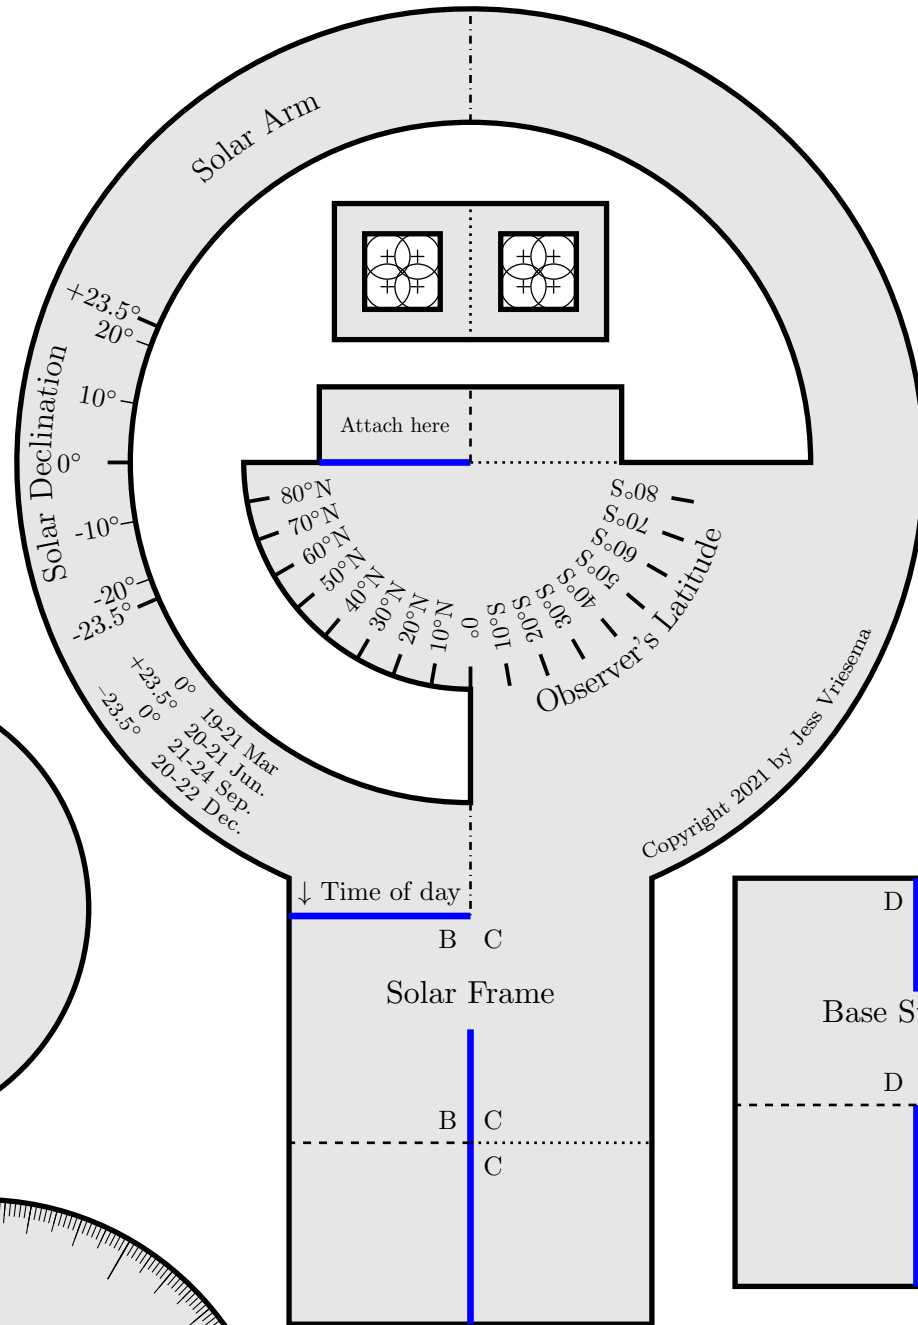 Solar Arm
+23.5°
20°
10°
0°
-10°
-20°
-23.5°
Solar Declination
Attach here
80°N
70°N
60°N
50°N
40°N
30°N
20°N
10°N
0°
10°S
20°S
30°S
40°S
50°S
60°S
70°S
80°S
Observer's Latitude
0° 19-21 Mar
+23.5° 20-21 Jun.
0° 21-24 Sep.
−23.5° 20-22 Dec.
Copyright 2021 by Jess Vriesema
↓ Time of day
B C
Solar Frame
B C
C
D
Base S
D